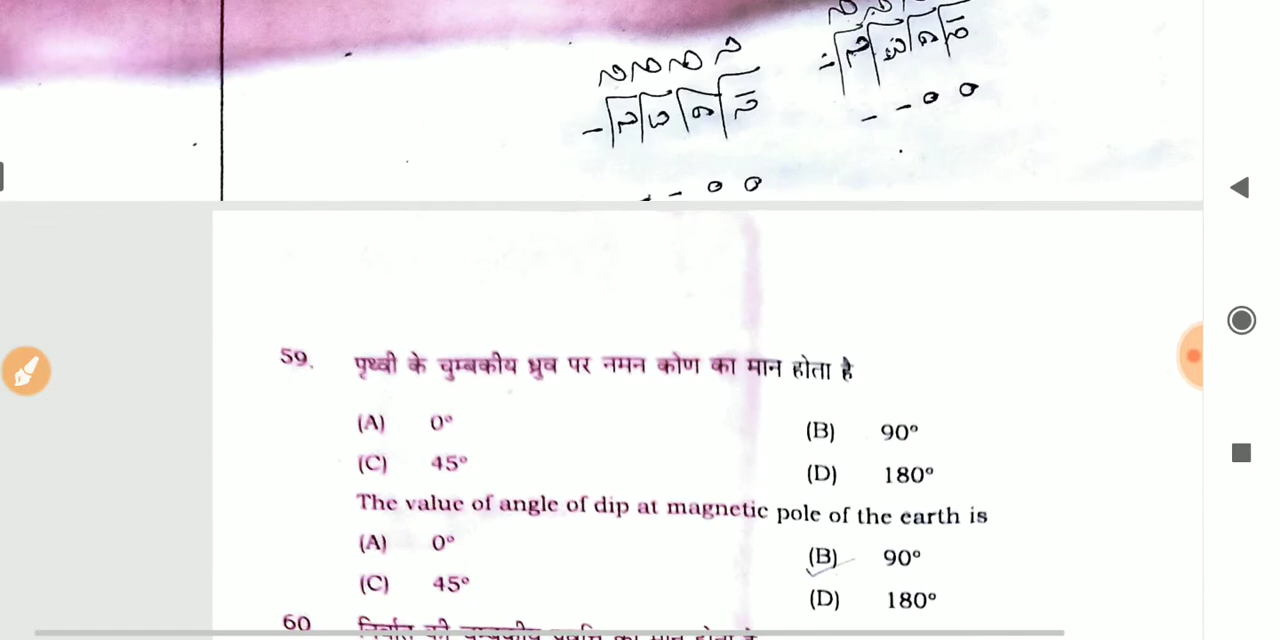 59. पृथ्वी के चुम्बकीय ध्रुव पर नमन कोण का मान होता है
(A) 0° (B) 90°
(C) 45° (D) 180°
The value of angle of dip at magnetic pole of the earth is
(A) 0° (B) 90°
(C) 45° (D) 180°
60 निर्वात की चुम्बकीय का मान होता है